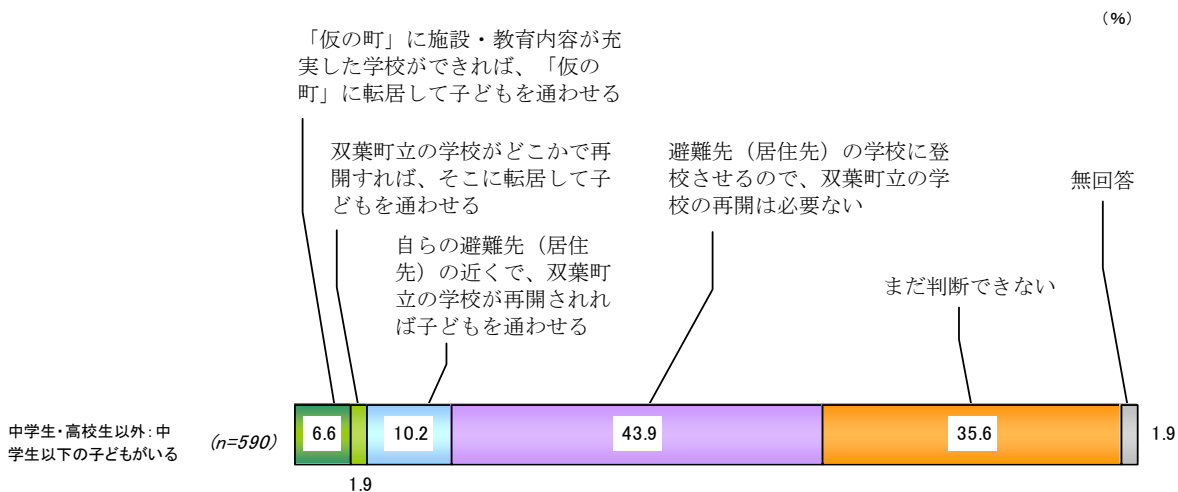 (%)
「仮の町」に施設・教育内容が充
実した学校ができれば、「仮の
町」に転居して子どもを通わせる
双葉町立の学校がどこかで再
開すれば、そこに転居して子
どもを通わせる
自らの避難先（居住
先）の近くで、双葉町
立の学校が再開されれ
ば子どもを通わせる
避難先（居住先）の学校に登
校させるので、双葉町立の学
校の再開は必要ない
まだ判断できない
無回答
中学生・高校生以外：中
学生以下の子どもがいる
(n=590)
6.6
1.9
10.2
43.9
35.6
1.9